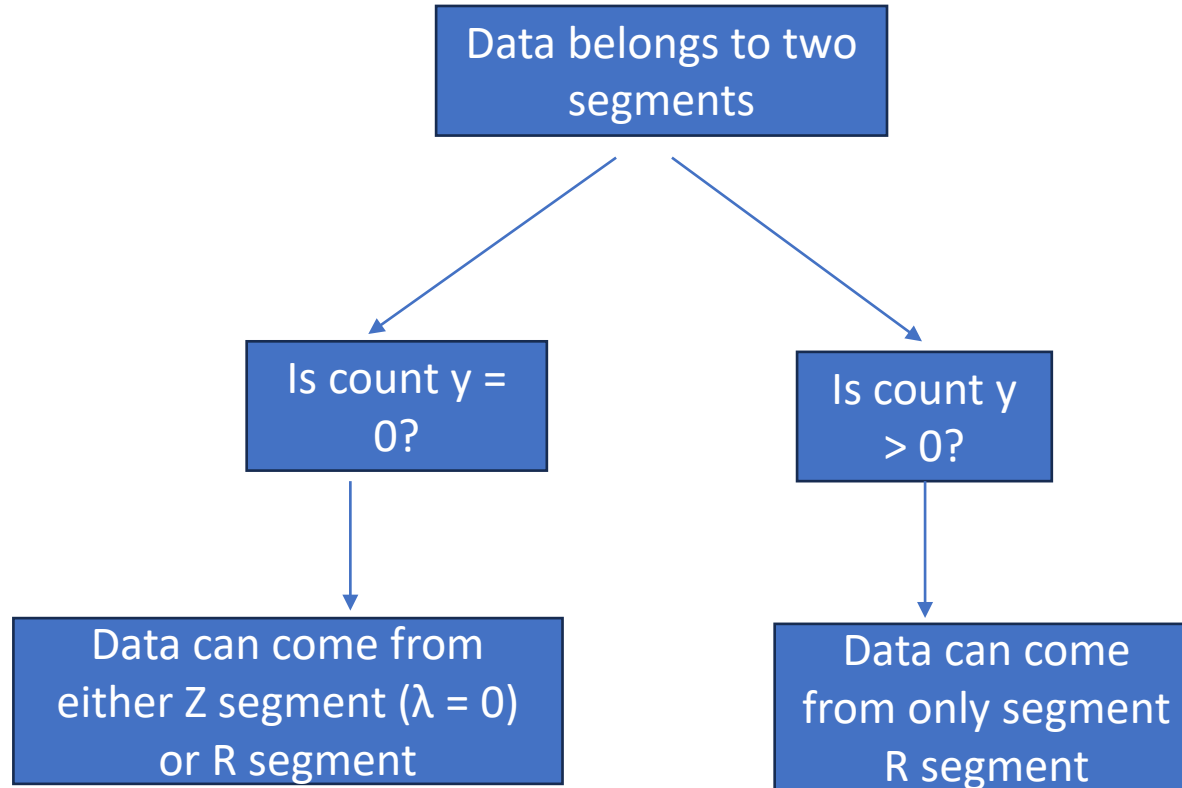 Data belongs to two
segments
Is count y =
0?
Is count y
> 0?
Data can come from
either Z segment (λ = 0)
or R segment
Data can come
from only segment
R segment